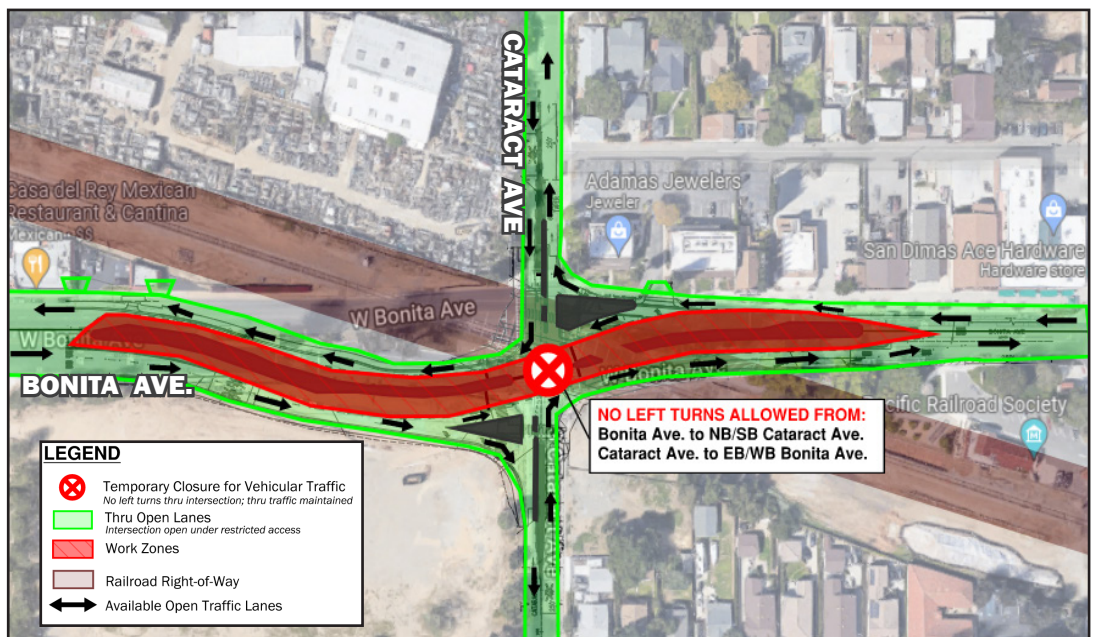 CATARACT AVE
Casa del Rey Mexican
Restaurant & Cantina
Mexican • $$
Adamas Jewelers
Jeweler
San Dimas Ace Hardware
Hardware store
W Bonita Ave
W Bonita Ave
BONITA AVE.
W Bonita Ave
Pacific Railroad Society
NO LEFT TURNS ALLOWED FROM:
Bonita Ave. to NB/SB Cataract Ave.
Cataract Ave. to EB/WB Bonita Ave.
LEGEND
Temporary Closure for Vehicular Traffic
No left turns thru intersection; thru traffic maintained
Thru Open Lanes
Intersection open under restricted access
Work Zones
Railroad Right-of-Way
Available Open Traffic Lanes